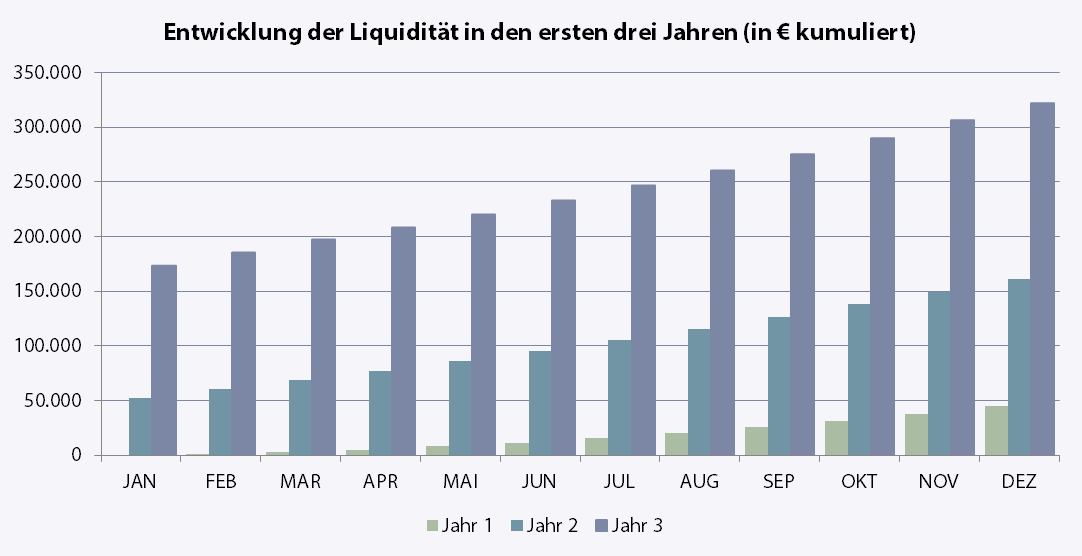 Entwicklung der Liquidität in den ersten drei Jahren (in € kumuliert)
350.000
300.000
250.000
200.000
150.000
100.000
50.000
0
JAN FEB MAR APR MAI JUN JUL AUG SEP OKT NOV DEZ
Jahr 1 Jahr 2 Jahr 3